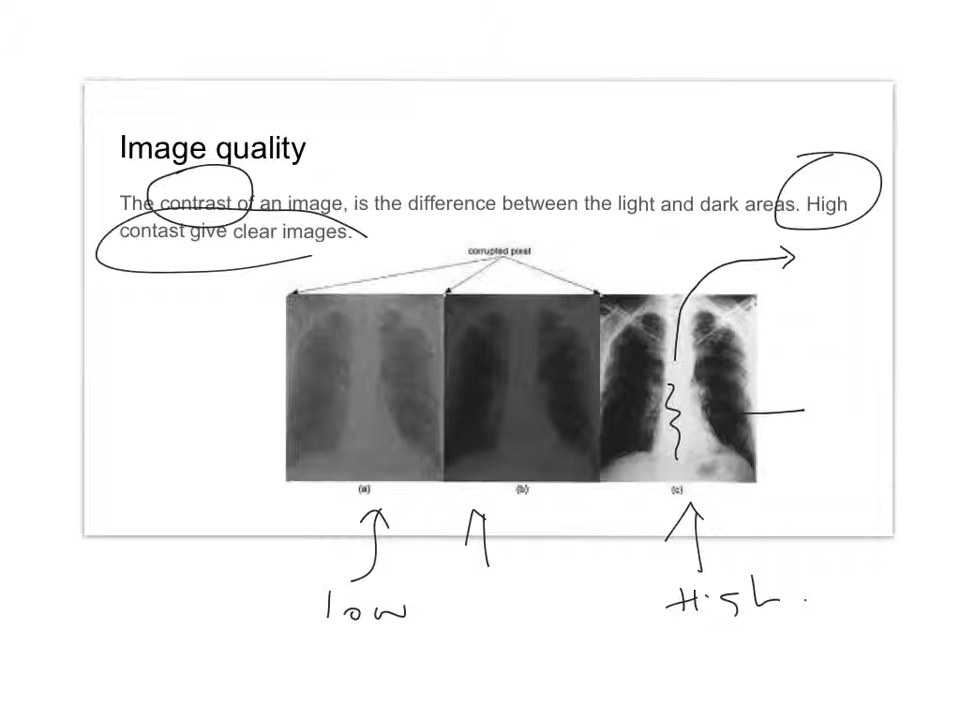 Image quality
The contrast of an image, is the difference between the light and dark areas. High
contast give clear images.
corrupted pixel
(a) (b) (c)
low High.